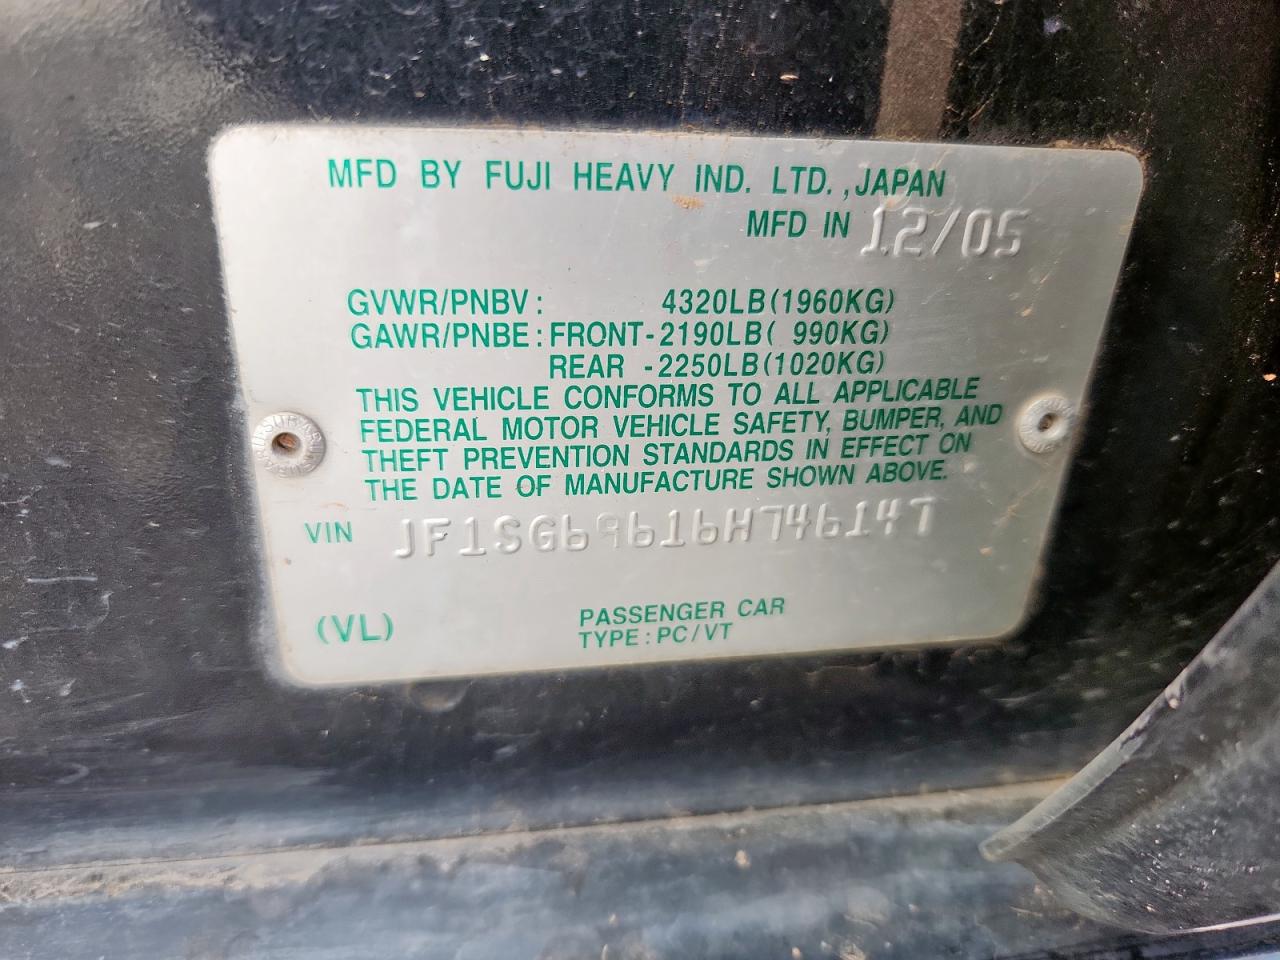 MFD BY FUJI HEAVY IND. LTD. ,JAPAN
MFD IN 12/05
GVWR/PNBV : 4320LB(1960KG)
GAWR/PNBE : FRONT-2190LB( 990KG)
REAR -2250LB(1020KG)
THIS VEHICLE CONFORMS TO ALL APPLICABLE
FEDERAL MOTOR VEHICLE SAFETY, BUMPER, AND
THEFT PREVENTION STANDARDS IN EFFECT ON
THE DATE OF MANUFACTURE SHOWN ABOVE.
VIN JF1SG69616H746147
(VL)
PASSENGER CAR
TYPE : PC/VT